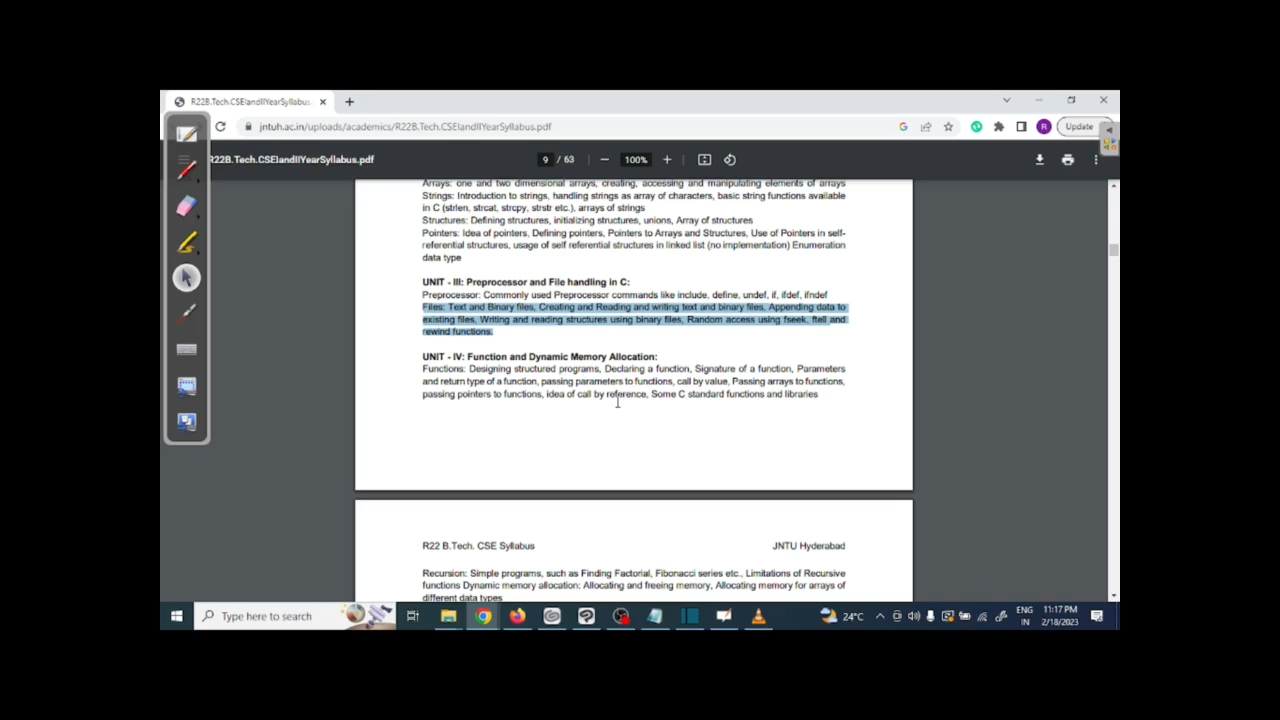 R22B.Tech.CSEIandIIYearSyllabus
jntuh.ac.in/uploads/academics/R22B.Tech.CSEIandIIYearSyllabus.pdf
R
Update
R22B.Tech.CSEIandIIYearSyllabus.pdf
9 / 63
100%
Arrays: one and two dimensional arrays, creating, accessing and manipulating elements of arrays
Strings: Introduction to strings, handling strings as array of characters, basic string functions available
in C (strlen, strcat, strcpy, strstr etc.), arrays of strings
Structures: Defining structures, initializing structures, unions, Array of structures
Pointers: Idea of pointers, Defining pointers, Pointers to Arrays and Structures, Use of Pointers in self-
referential structures, usage of self referential structures in linked list (no implementation) Enumeration
data type
UNIT - III: Preprocessor and File handling in C:
Preprocessor: Commonly used Preprocessor commands like include, define, undef, if, ifdef, ifndef
Files: Text and Binary files, Creating and Reading and writing text and binary files, Appending data to
existing files, Writing and reading structures using binary files, Random access using fseek, ftell and
rewind functions.
UNIT - IV: Function and Dynamic Memory Allocation:
Functions: Designing structured programs, Declaring a function, Signature of a function, Parameters
and return type of a function, passing parameters to functions, call by value, Passing arrays to functions,
passing pointers to functions, idea of call by reference, Some C standard functions and libraries
R22 B.Tech. CSE Syllabus
JNTU Hyderabad
Recursion: Simple programs, such as Finding Factorial, Fibonacci series etc., Limitations of Recursive
functions Dynamic memory allocation: Allocating and freeing memory, Allocating memory for arrays of
different data types
Type here to search
24°C
ENG
IN
11:17 PM
2/18/2023